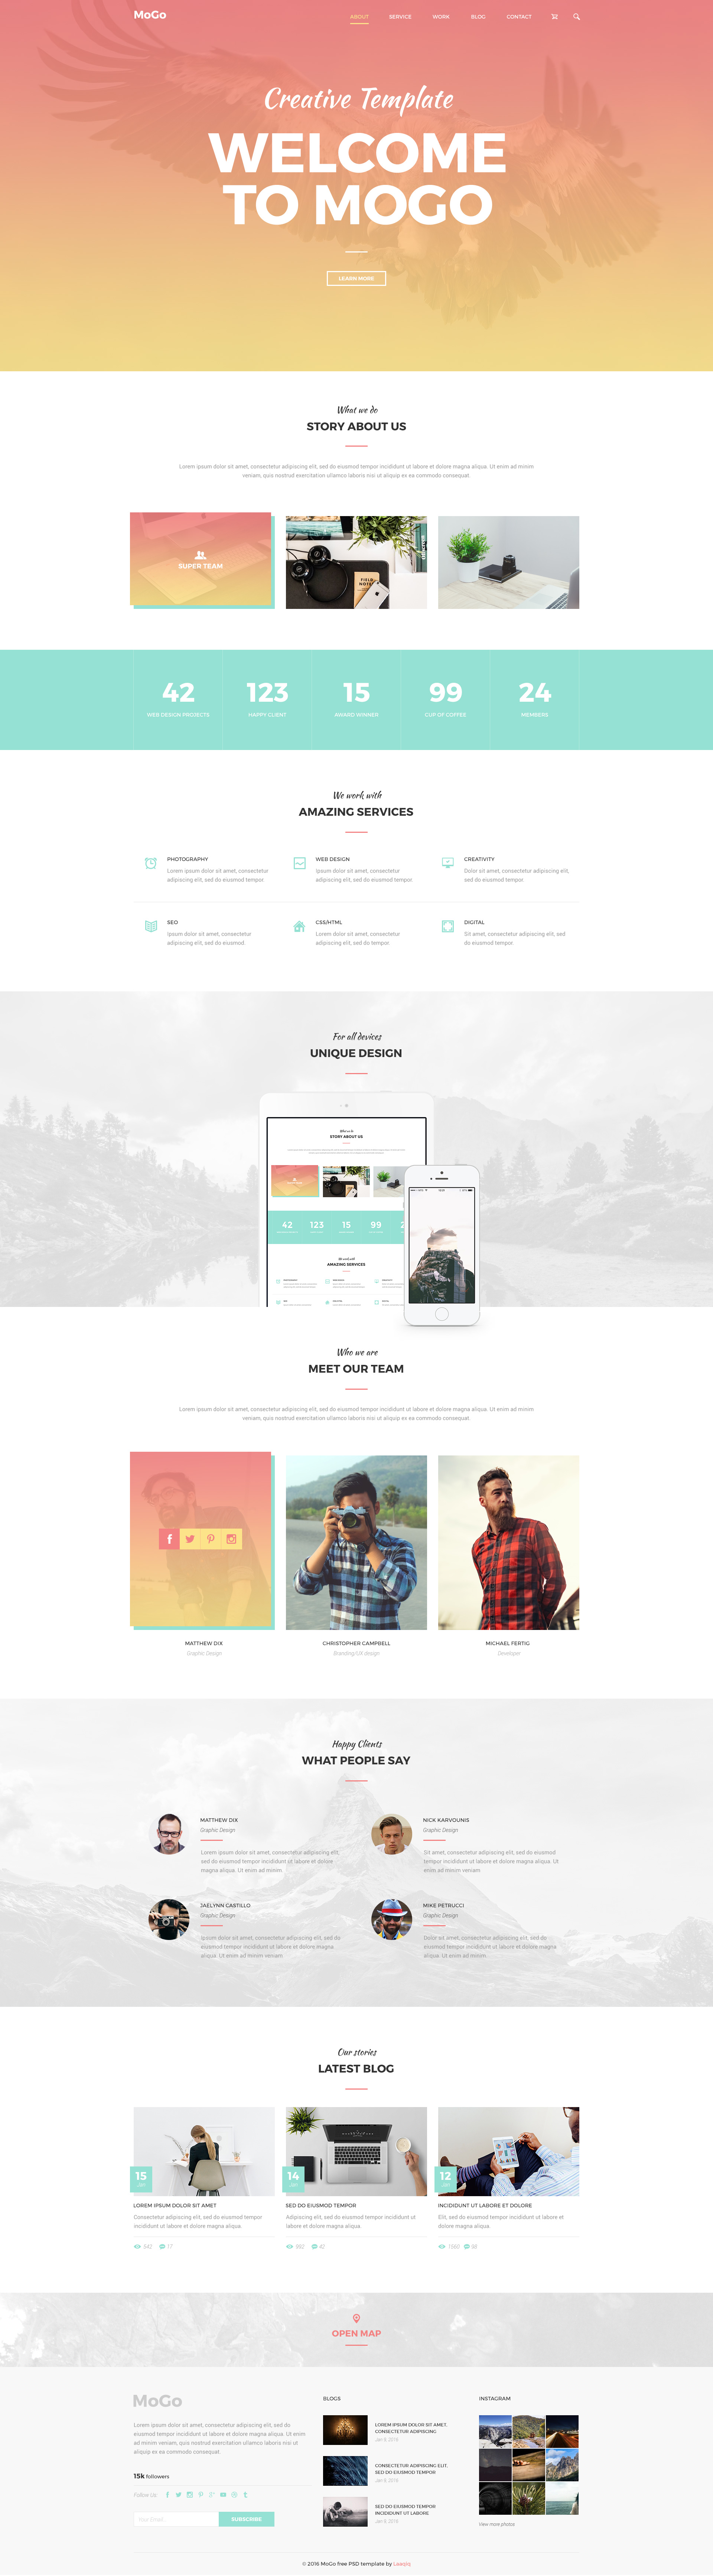 MoGo
ABOUT SERVICE WORK BLOG CONTACT
Creative Template
WELCOME
TO MOGO
LEARN MORE
What we do
STORY ABOUT US
Lorem ipsum dolor sit amet, consectetur adipiscing elit, sed do eiusmod tempor incididunt ut labore et dolore magna aliqua. Ut enim ad minim
veniam, quis nostrud exercitation ullamco laboris nisi ut aliquip ex ea commodo consequat.
SUPER TEAM
FIELD
NOTES
42 123 15 99 24
WEB DESIGN PROJECTS HAPPY CLIENT AWARD WINNER CUP OF COFFEE MEMBERS
We work with
AMAZING SERVICES
PHOTOGRAPHY
Lorem ipsum dolor sit amet, consectetur
adipiscing elit, sed do eiusmod tempor.
WEB DESIGN
Ipsum dolor sit amet, consectetur
adipiscing elit, sed do eiusmod tempor.
CREATIVITY
Dolor sit amet, consectetur adipiscing elit,
sed do eiusmod tempor.
SEO
Ipsum dolor sit amet, consectetur
adipiscing elit, sed do eiusmod.
CSS/HTML
Lorem dolor sit amet, consectetur
adipiscing elit, sed do tempor.
DIGITAL
Sit amet, consectetur adipiscing elit, sed
do eiusmod tempor.
For all devices
UNIQUE DESIGN
What we do
STORY ABOUT US
42 123 15 99 2
We work with
AMAZING SERVICES
Who we are
MEET OUR TEAM
Lorem ipsum dolor sit amet, consectetur adipiscing elit, sed do eiusmod tempor incididunt ut labore et dolore magna aliqua. Ut enim ad minim
veniam, quis nostrud exercitation ullamco laboris nisi ut aliquip ex ea commodo consequat.
MATTHEW DIX
Graphic Design
CHRISTOPHER CAMPBELL
Branding/UX design
MICHAEL FERTIG
Developer
Happy Clients
WHAT PEOPLE SAY
MATTHEW DIX
Graphic Design
Lorem ipsum dolor sit amet, consectetur adipiscing elit,
sed do eiusmod tempor incididunt ut labore et dolore
magna aliqua. Ut enim ad minim.
NICK KARVOUNIS
Graphic Design
Sit amet, consectetur adipiscing elit, sed do eiusmod
tempor incididunt ut labore et dolore magna aliqua. Ut
enim ad minim veniam
JAELYNN CASTILLO
Graphic Design
Ipsum dolor sit amet, consectetur adipiscing elit, sed do
eiusmod tempor incididunt ut labore et dolore magna
aliqua. Ut enim ad minim veniam
MIKE PETRUCCI
Graphic Design
Dolor sit amet, consectetur adipiscing elit, sed do
eiusmod tempor incididunt ut labore et dolore magna
aliqua. Ut enim ad minim.
Our stories
LATEST BLOG
15
Jan
LOREM IPSUM DOLOR SIT AMET
Consectetur adipiscing elit, sed do eiusmod tempor
incididunt ut labore et dolore magna aliqua.
542 17
14
Jan
SED DO EIUSMOD TEMPOR
Adipiscing elit, sed do eiusmod tempor incididunt ut
labore et dolore magna aliqua.
992 42
12
Jan
INCIDIDUNT UT LABORE ET DOLORE
Elit, sed do eiusmod tempor incididunt ut labore et
dolore magna aliqua.
1560 98
OPEN MAP
MoGo
Lorem ipsum dolor sit amet, consectetur adipiscing elit, sed do
eiusmod tempor incididunt ut labore et dolore magna aliqua. Ut
enim ad minim veniam, quis nostrud exercitation ullamco laboris nisi ut
aliquip ex ea commodo consequat.
15k followers
Follow Us:
Your Email...
SUBSCRIBE
BLOGS
LOREM IPSUM DOLOR SIT AMET,
CONSECTETUR ADIPISCING
Jan 9, 2016
CONSECTETUR ADIPISCING ELIT,
SED DO EIUSMOD TEMPOR
Jan 9, 2016
SED DO EIUSMOD TEMPOR
INCIDIDUNT UT LABORE
Jan 9, 2016
INSTAGRAM
View more photos
© 2016 MoGo free PSD template by Laaqiq